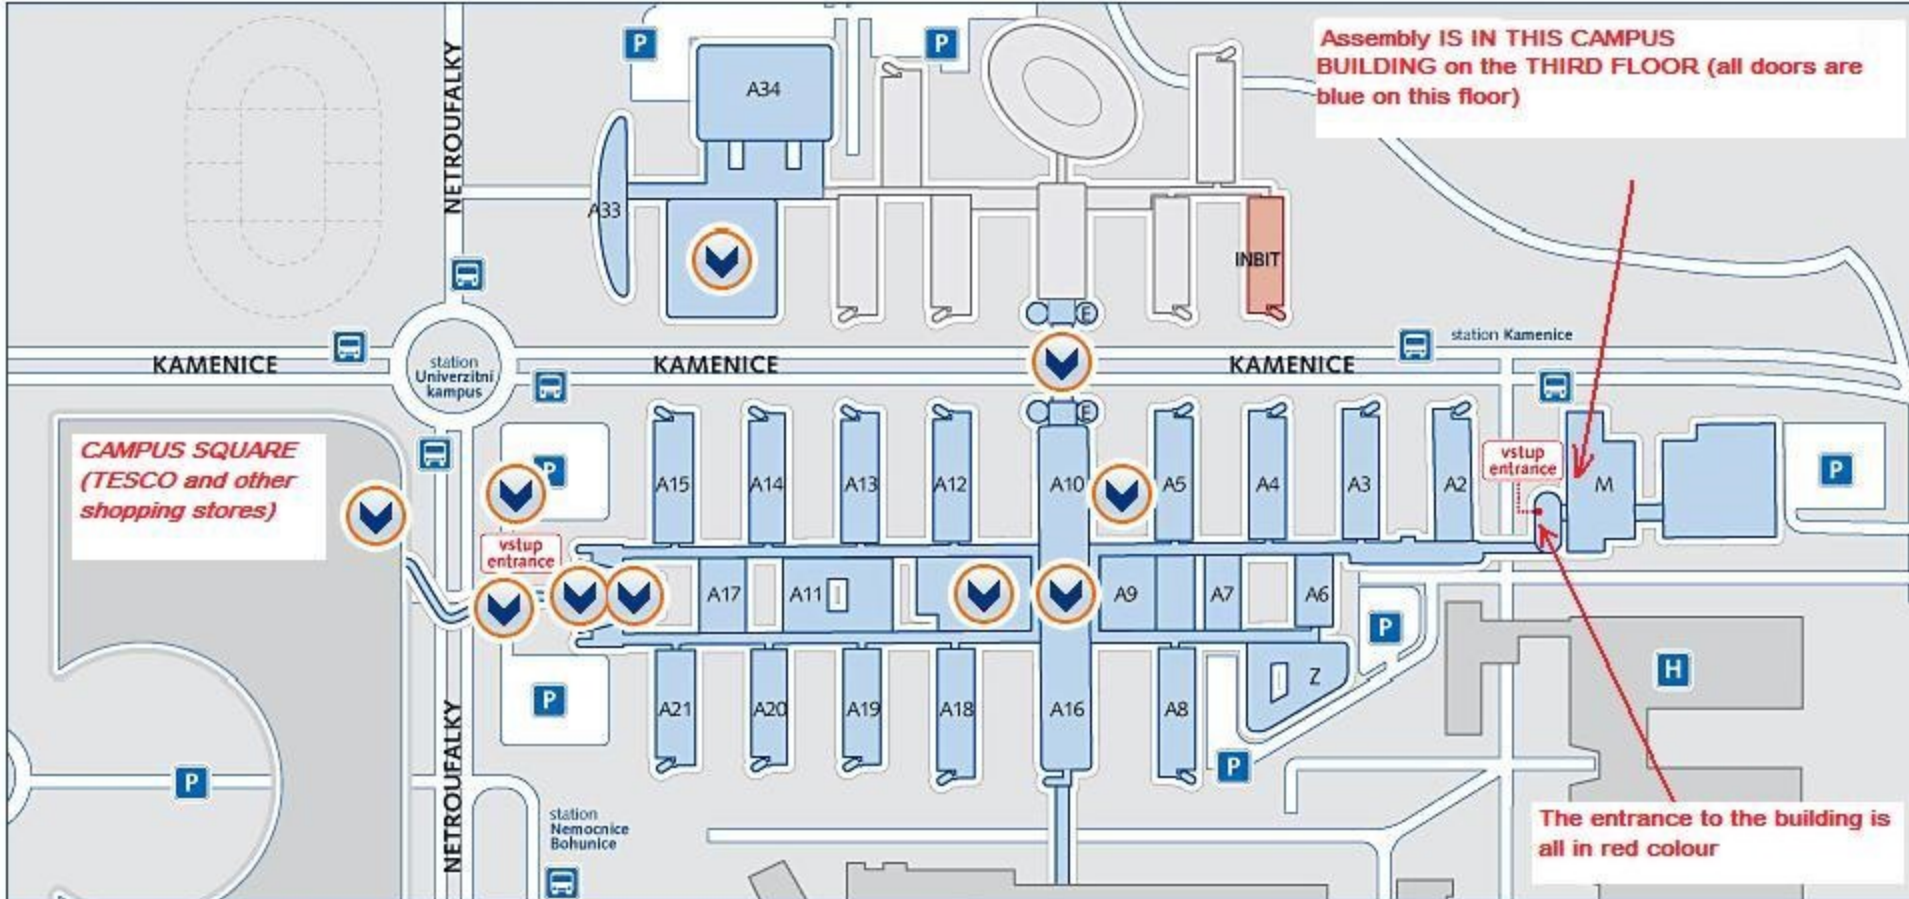 P
P
Assembly IS IN THIS CAMPUS
BUILDING on the THIRD FLOOR (all doors are
blue on this floor)
NETROUFALKY
A34
A33
INBIT
E
station Kamenice
KAMENICE
KAMENICE
KAMENICE
station
Univerzitní
kampus
E
CAMPUS SQUARE
(TESCO and other
shopping stores)
P
vstup
entrance
A15
A14
A13
A12
A10
A5
A4
A3
A2
M
P
vstup
entrance
A17
A11
A9
A7
A6
P
A21
A20
A19
A18
A16
A8
Z
H
P
P
P
NETROUFALKY
station
Nemocnice
Bohunice
The entrance to the building is
all in red colour